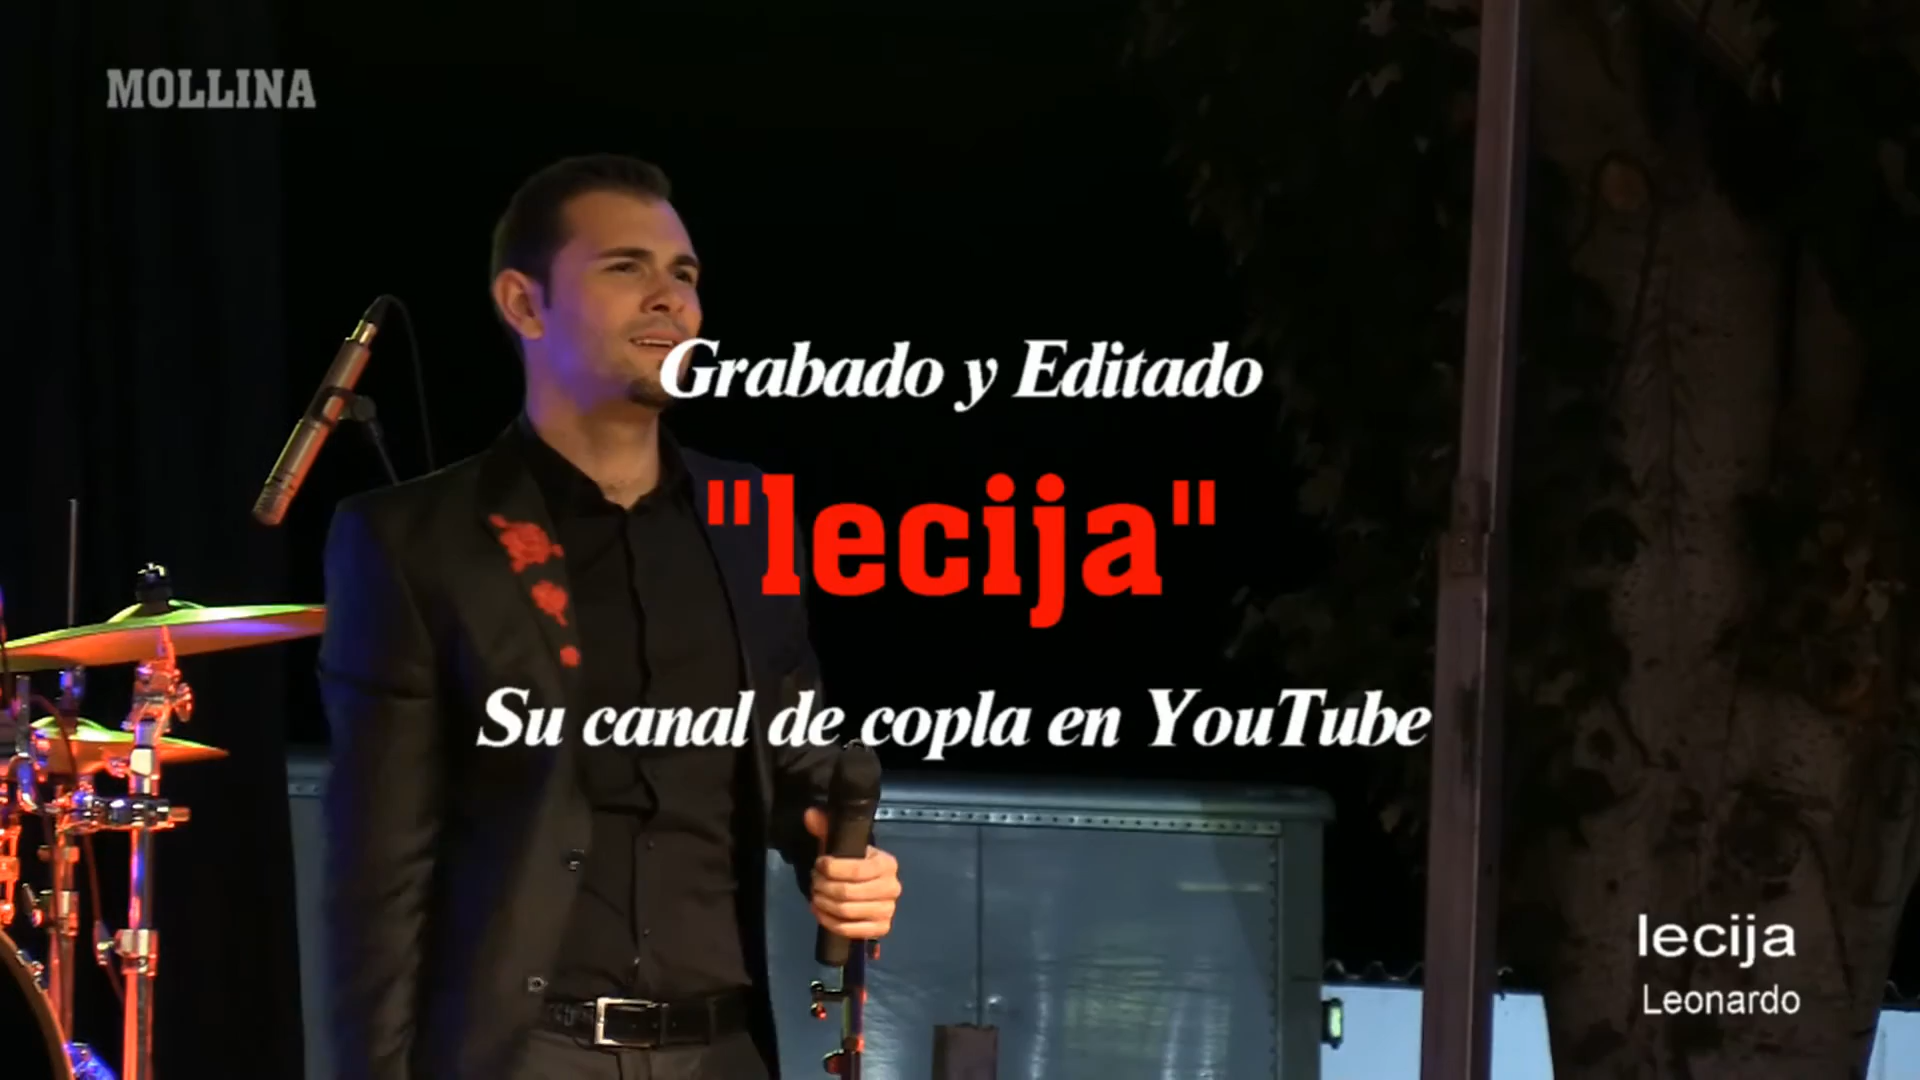 MOLLINA
Grabado y Editado
"lecija"
Su canal de copla en YouTube
lecija
Leonardo